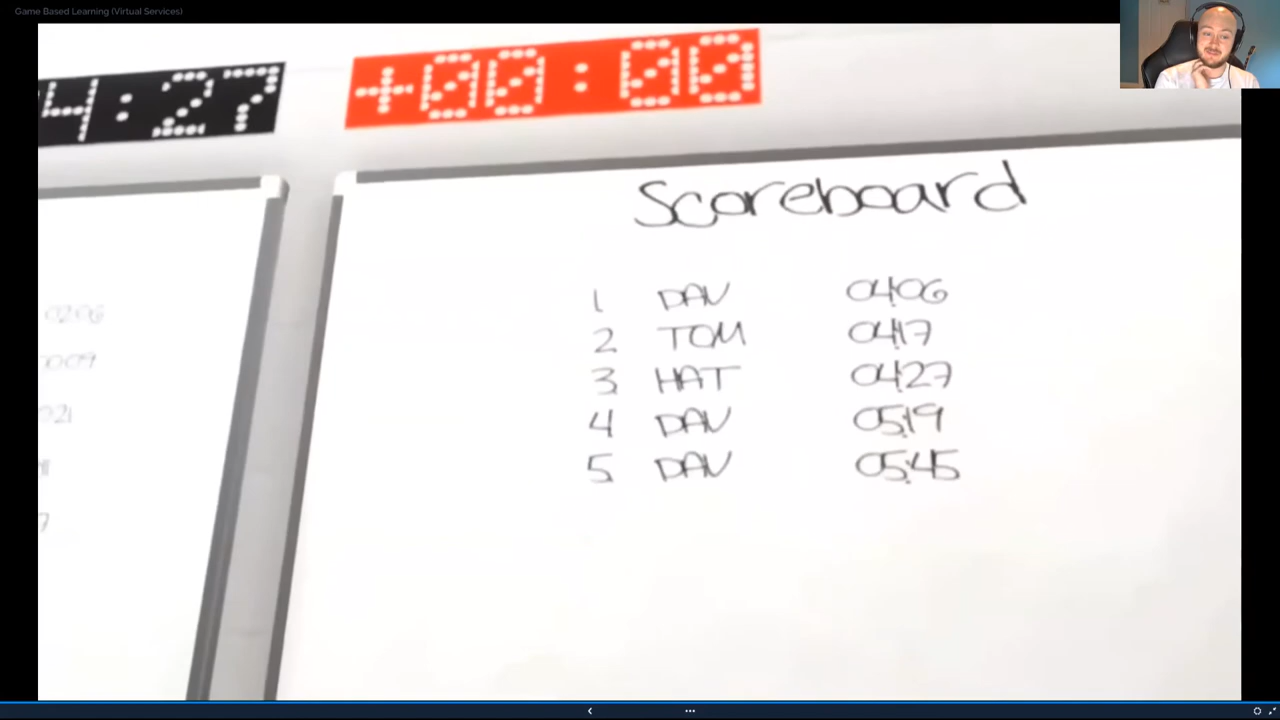 Game Based Learning (Virtual Services)
4:27
+00:00
Scoreboard
1 DAV 04:06
2 TOM 04:17
3 HAT 04:27
4 DAV 05:19
5 DAV 05:45